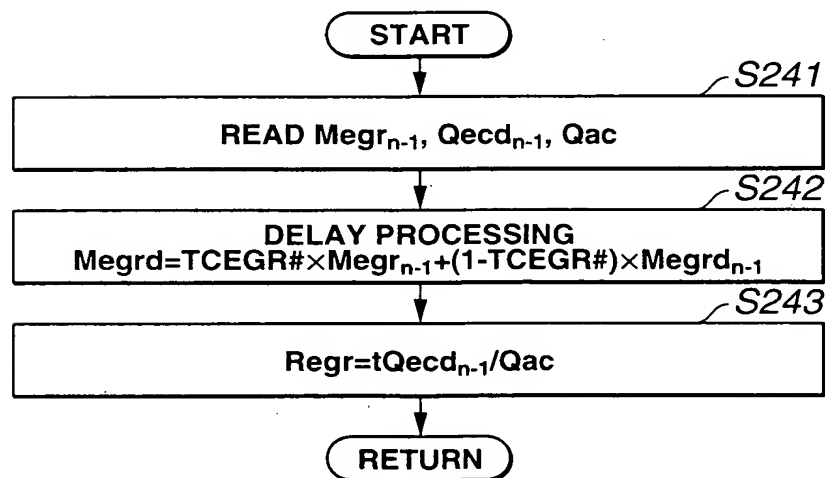 START
S241
READ Megrₙ₋₁, Qecdₙ₋₁, Qac
S242
DELAY PROCESSING
Megrd=TCEGR#×Megrₙ₋₁+(1-TCEGR#)×Megrdₙ₋₁
S243
Regr=tQecdₙ₋₁/Qac
RETURN